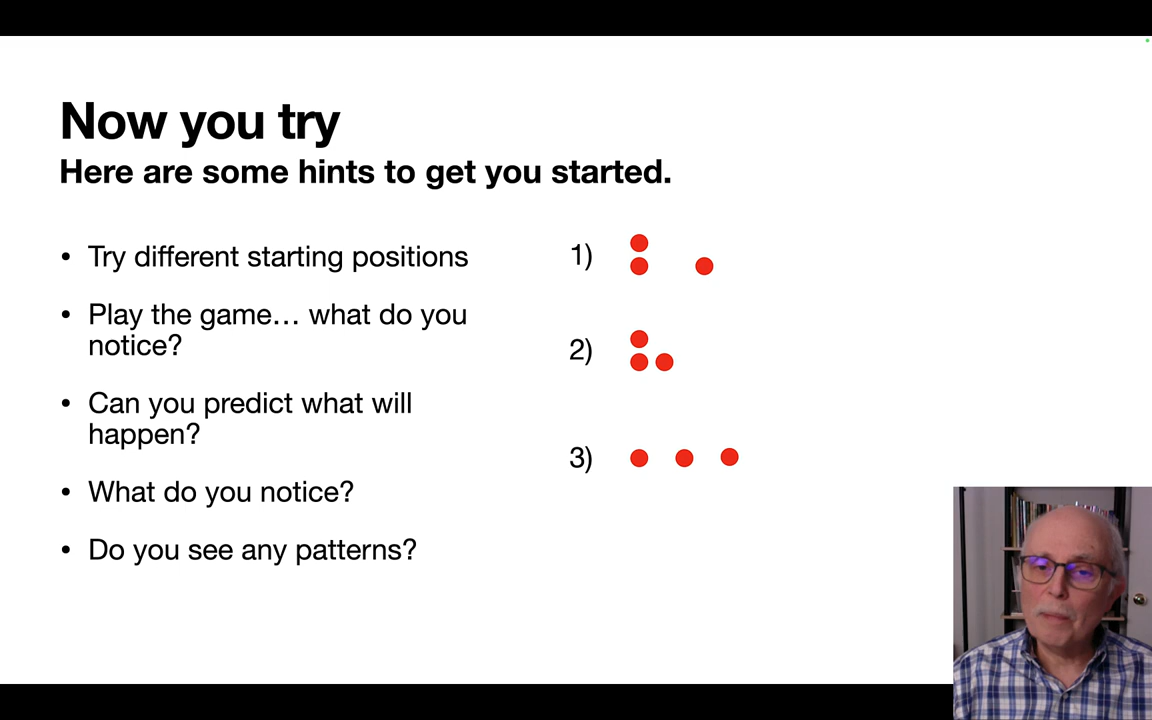 Now you try
Here are some hints to get you started.
• Try different starting positions
• Play the game… what do you
notice?
• Can you predict what will
happen?
• What do you notice?
• Do you see any patterns?
1)
2)
3)